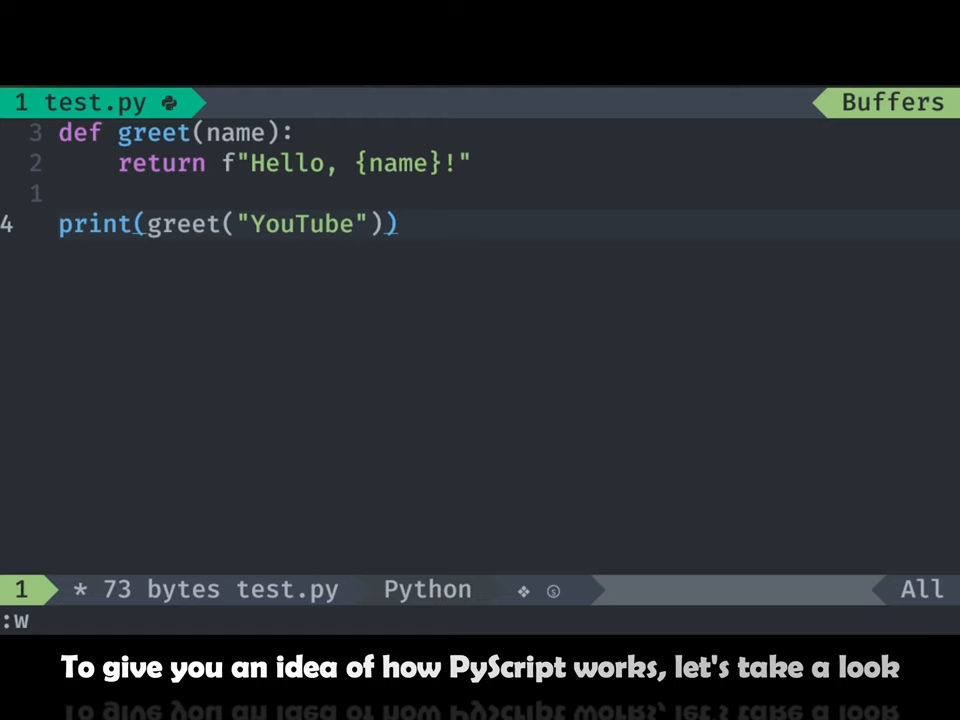 1 test.py Buffers
3 def greet(name):
2     return f"Hello, {name}!"
1
4 print(greet("YouTube"))
1 * 73 bytes test.py Python ❖ ⓢ All
:w
To give you an idea of how PyScript works, let's take a look